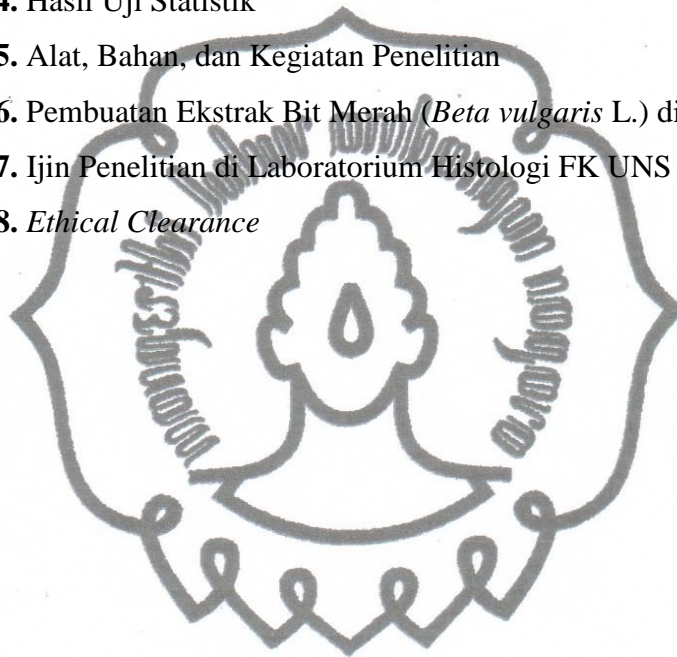 4. Hasil Uji Statistik
5. Alat, Bahan, dan Kegiatan Penelitian
6. Pembuatan Ekstrak Bit Merah (Beta vulgaris L.) di
7. Ijin Penelitian di Laboratorium Histologi FK UNS
8. Ethical Clearance